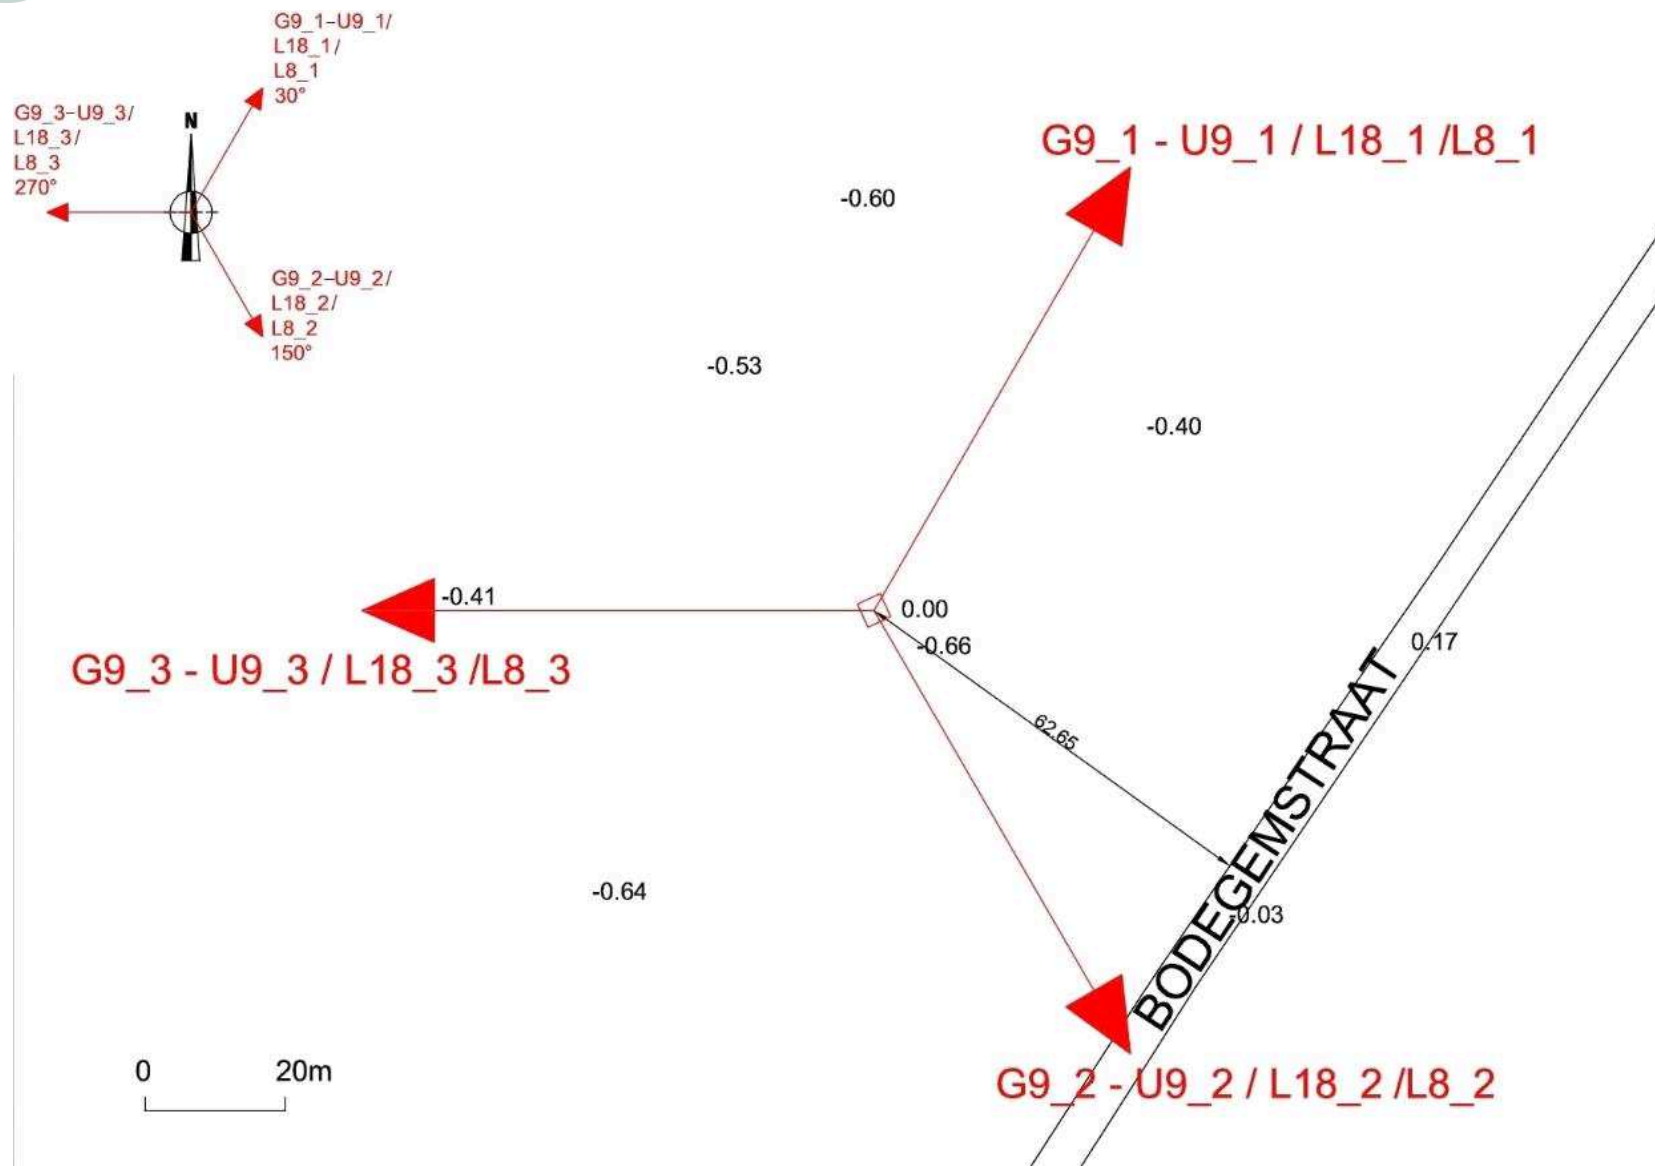 G9_1-U9_1/
L18_1/
L8_1
30°
G9_3-U9_3/
L18_3/
L8_3
270°
N
G9_2-U9_2/
L18_2/
L8_2
150°
G9_1 - U9_1 / L18_1 /L8_1
-0.60
-0.53
-0.40
-0.41
0.00
-0.66
G9_3 - U9_3 / L18_3 /L8_3
0.17
62.65
BODEGEMSTRAAT
-0.64
-0.03
0 20m
G9_2 - U9_2 / L18_2 /L8_2